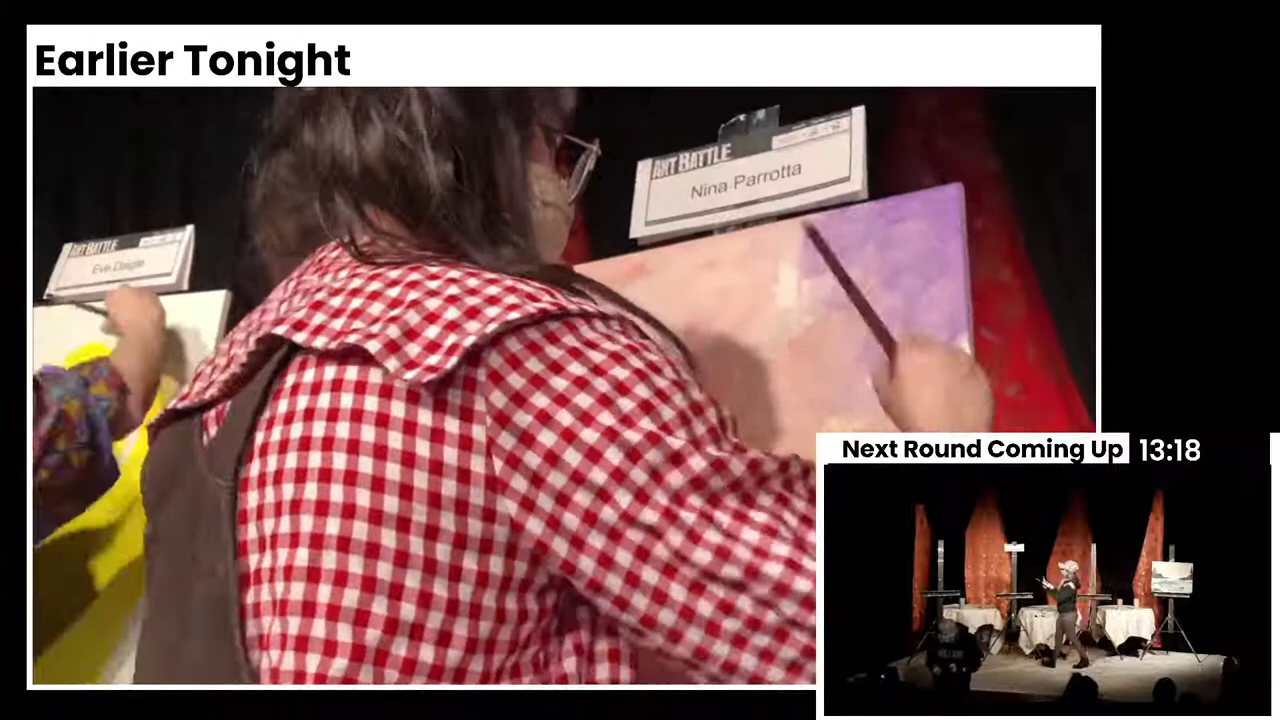 Earlier Tonight
ART BATTLE
Nina Parrotta
ART BATTLE
Eve Daigle
Next Round Coming Up 13:18